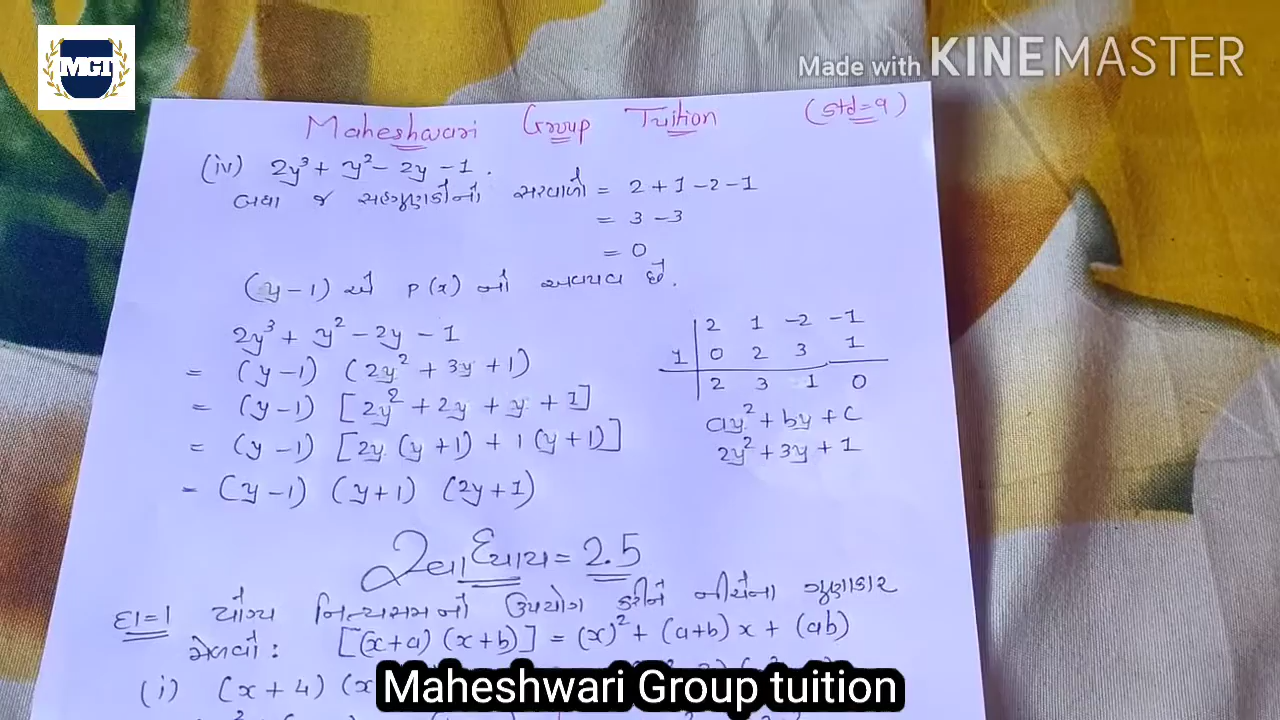 MGT
Made with KINEMASTER
Maheshwari Group Tuition (std=9)
(iv) 2y³ + y² - 2y - 1 .
બધા જ સહગુણકોનો સરવાળો = 2 + 1 - 2 - 1
= 3 - 3
= 0
(y - 1) એ P(x) નો અવયવ છે.
2y³ + y² - 2y - 1
= (y - 1) (2y² + 3y + 1)
= (y - 1) [2y² + 2y + y + 1]
= (y - 1) [2y (y + 1) + 1 (y + 1)]
= (y - 1) (y + 1) (2y + 1)
2 1 -2 -1
1 0 2 3 1
2 3 1 0
ay² + by + c
2y² + 3y + 1
સ્વાધ્યાય = 2.5
દા=1 યોગ્ય નિત્યસમનો ઉપયોગ કરીને નીચેના ગુણાકાર
મેળવો : [(x+a) (x+b)] = (x)² + (a+b) x + (ab)
(i) (x + 4) (x
Maheshwari Group tuition